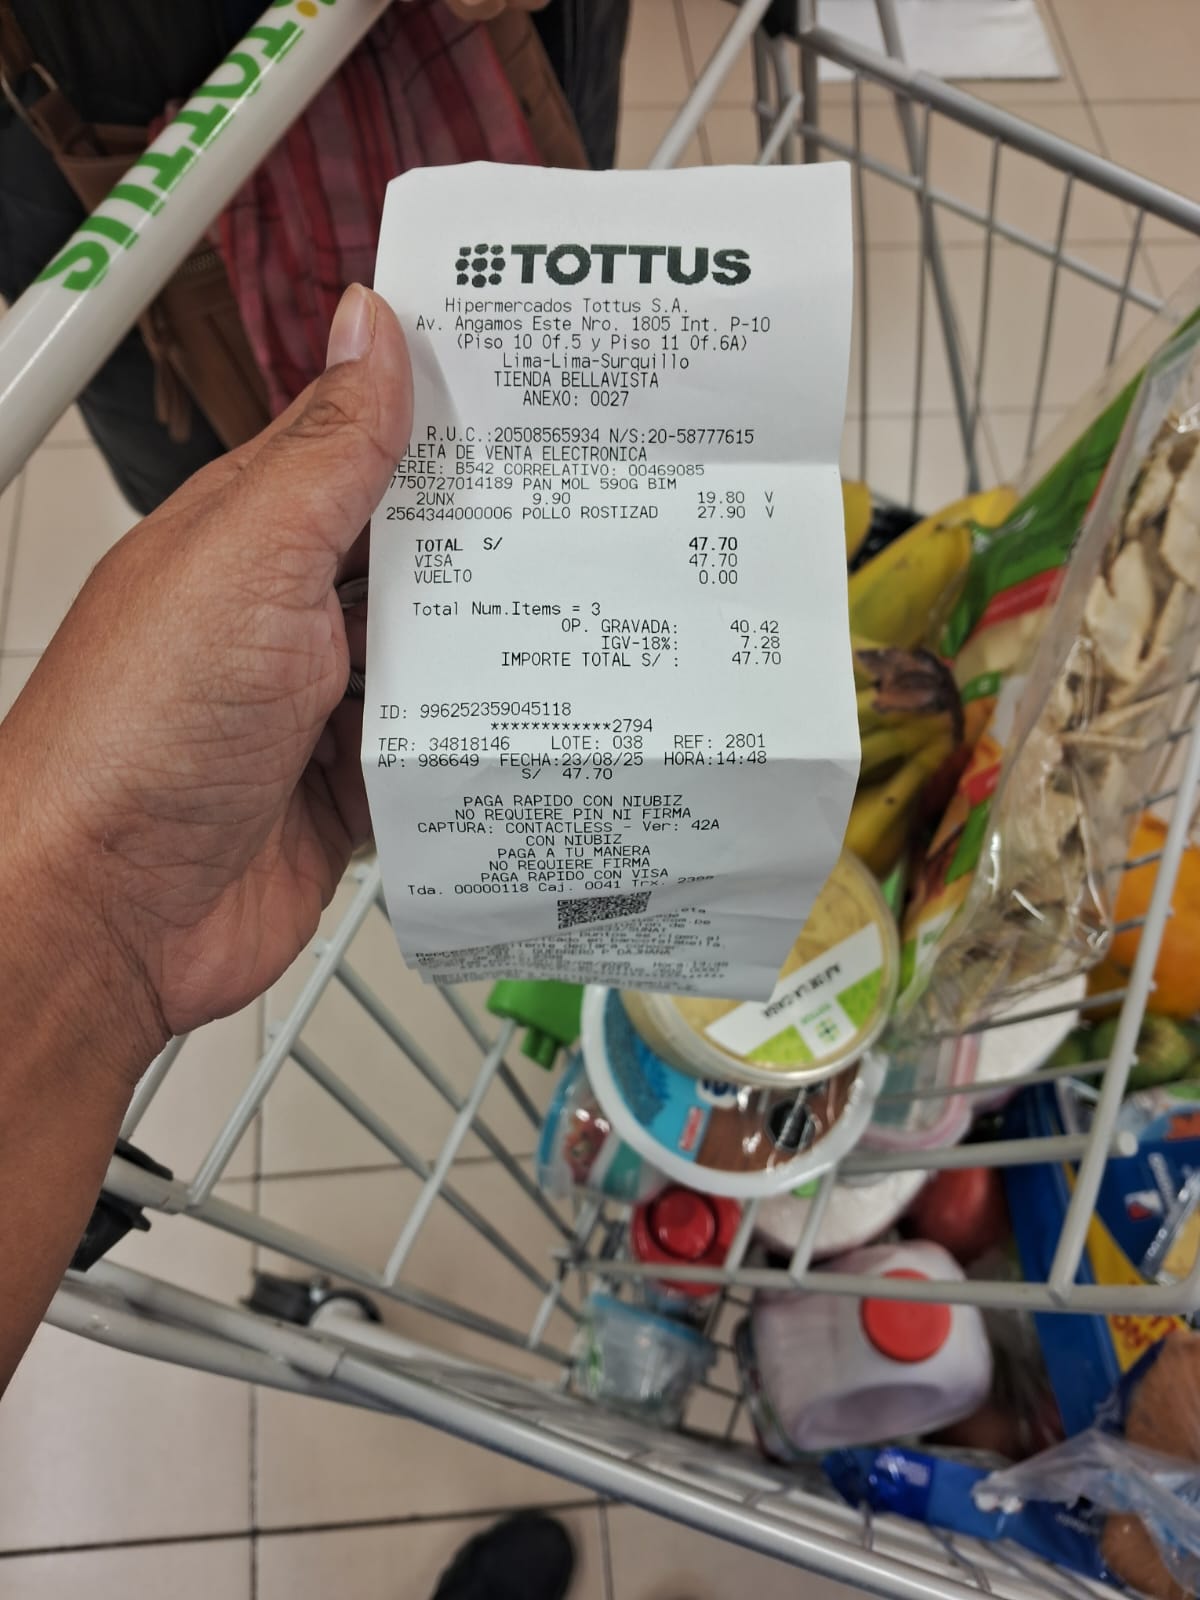 TOTTUS
TOTTUS
Hipermercados Tottus S.A.
Av. Angamos Este Nro. 1805 Int. P-10
(Piso 10 Of.5 y Piso 11 Of.6A)
Lima-Lima-Surquillo
TIENDA BELLAVISTA
ANEXO: 0027
R.U.C.:20508565934 N/S:20-58777615
OLETA DE VENTA ELECTRONICA
ERIE: B542 CORRELATIVO: 00469085
7750727014189 PAN MOL 590G BIM
2UNX 9.90 19.80 V
2564344000006 POLLO ROSTIZAD 27.90 V
TOTAL S/ 47.70
VISA 47.70
VUELTO 0.00
Total Num.Items = 3
OP. GRAVADA: 40.42
IGV-18%: 7.28
IMPORTE TOTAL S/ : 47.70
ID: 996252359045118
************2794
TER: 34818146 LOTE: 038 REF: 2801
AP: 986649 FECHA:23/08/25 HORA:14:48
S/ 47.70
PAGA RAPIDO CON NIUBIZ
NO REQUIERE PIN NI FIRMA
CAPTURA: CONTACTLESS - Ver: 42A
CON NIUBIZ
PAGA A TU MANERA
NO REQUIERE FIRMA
PAGA RAPIDO CON VISA
Tda. 00000118 Caj. 0041 Trx.
AJI DE LA CASA